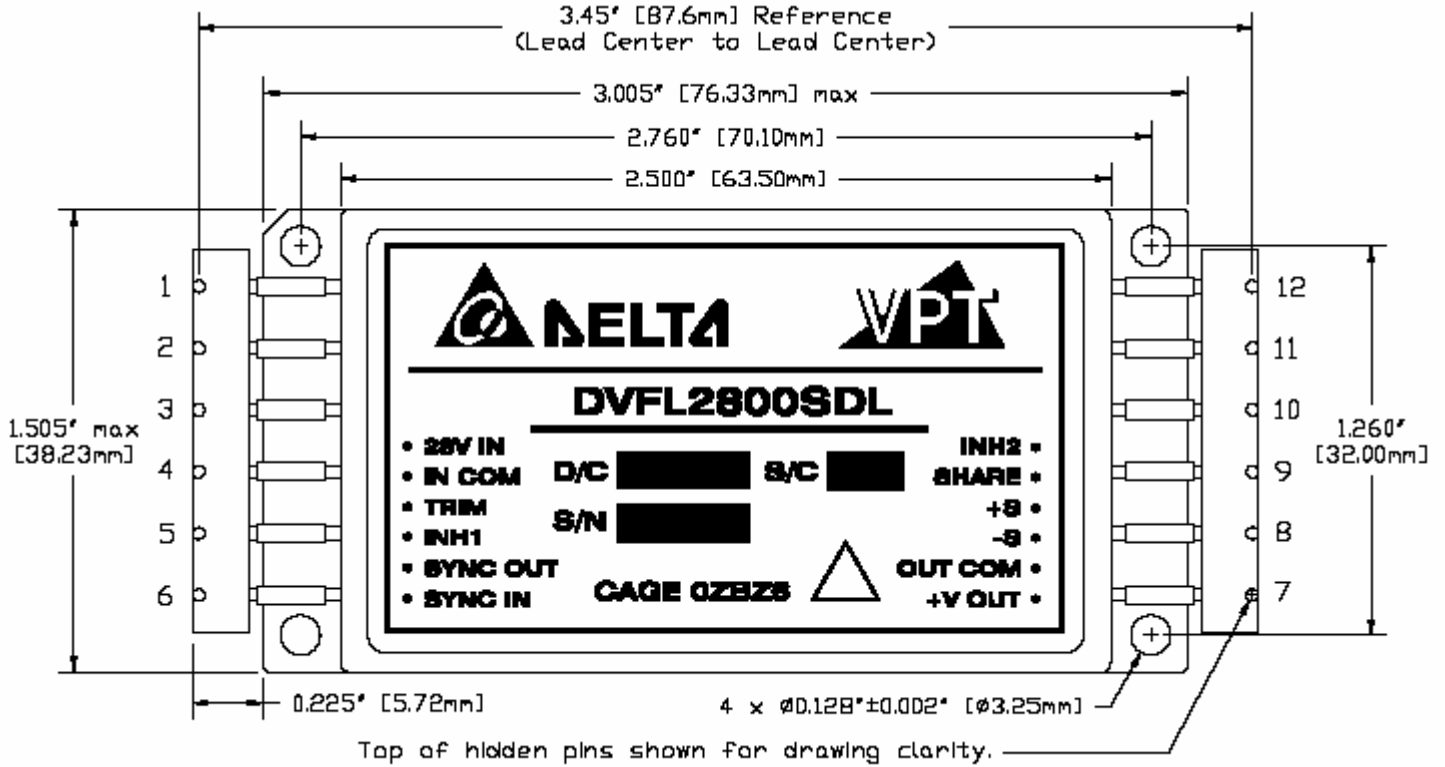 3.45" [87.6mm] Reference
(Lead Center to Lead Center)
3.005" [76.33mm] max
2.760" [70.10mm]
2.500" [63.50mm]
1
2
3
4
5
6
12
11
10
9
8
7
1.505" max
[38.23mm]
1.260"
[32.00mm]
DELTA
VPT
DVFL2800SDL
28V IN
IN COM
TRIM
INH1
SYNC OUT
SYNC IN
D/C
S/C
S/N
CAGE 0ZBZ6
INH2
SHARE
+S
-S
OUT COM
+V OUT
0.225" [5.72mm]
4 x Ø0.128"±0.002" [Ø3.25mm]
Top of hidden pins shown for drawing clarity.